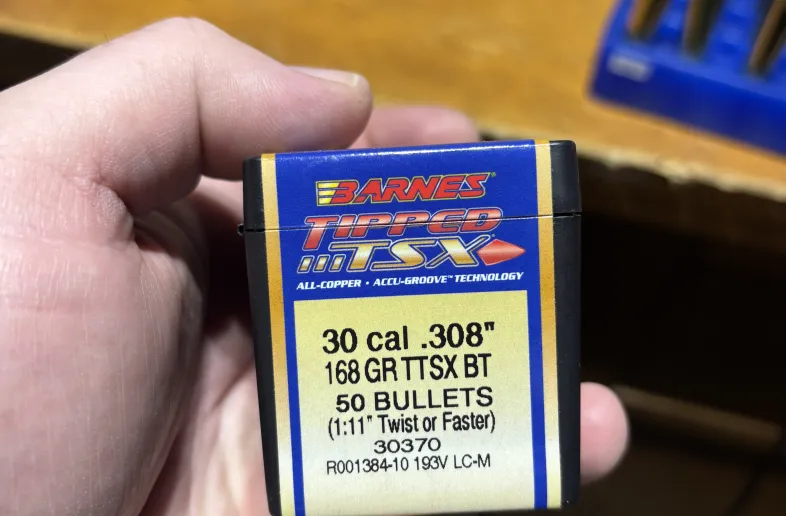 BARNES
TIPPED
TSX
ALL-COPPER • ACCU-GROOVE™ TECHNOLOGY
30 cal .308"
168 GR TTSX BT
50 BULLETS
(1:11" Twist or Faster)
30370
R001384-10 193V LC-M